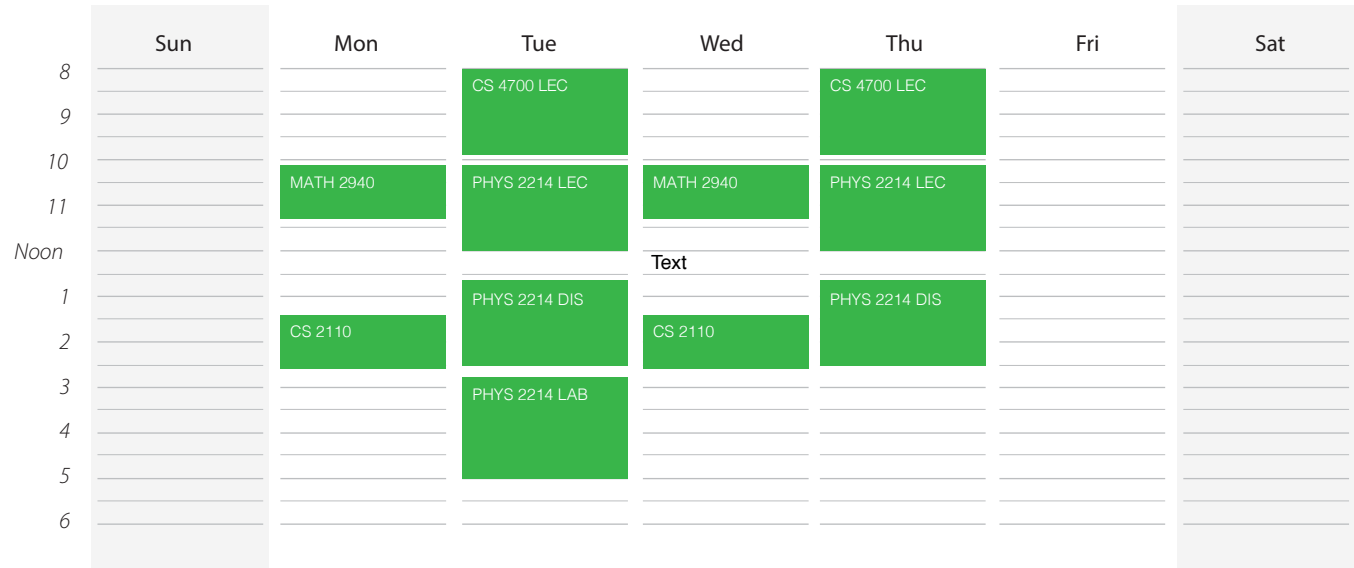 Sun Mon Tue Wed Thu Fri Sat
8
CS 4700 LEC CS 4700 LEC
9
10
MATH 2940 PHYS 2214 LEC MATH 2940 PHYS 2214 LEC
11
Noon
Text
1
PHYS 2214 DIS PHYS 2214 DIS
CS 2110 CS 2110
2
3
PHYS 2214 LAB
4
5
6